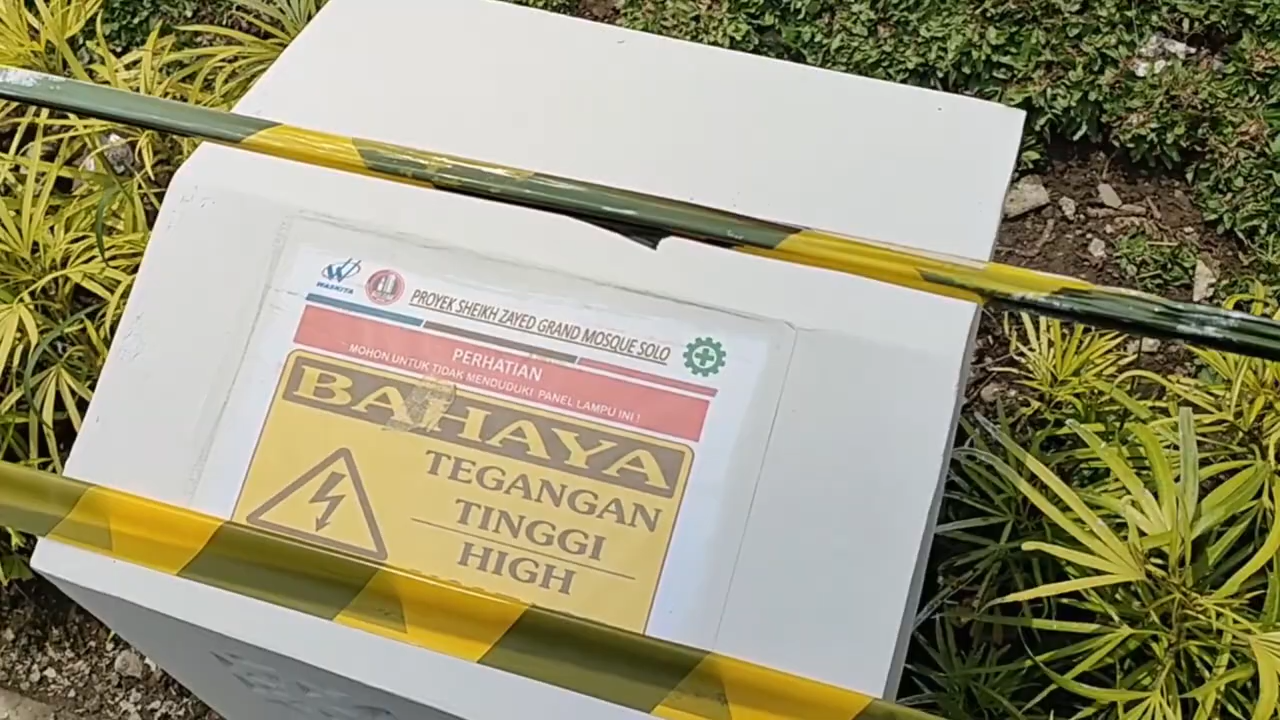 WASKITA
PROYEK SHEIKH ZAYED GRAND MOSQUE SOLO
PERHATIAN
MOHON UNTUK TIDAK MENDUDUKI PANEL LAMPU INI !
BAHAYA
TEGANGAN
TINGGI
HIGH